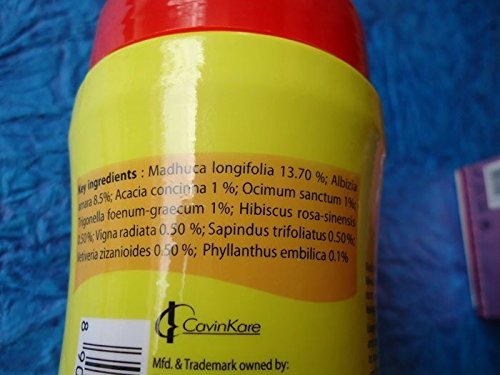 Key ingredients : Madhuca longifolia 13.70 %; Albizia
amara 8.5%; Acacia concinna 1 %; Ocimum sanctum 1%;
Trigonella foenum-graecum 1%; Hibiscus rosa-sinensis
0.50 %; Vigna radiata 0.50 %; Sapindus trifoliatus 0.50 %;
Vetiveria zizanioides 0.50 %; Phyllanthus embilica 0.1%
CavinKare
Mfd. & Trademark owned by: